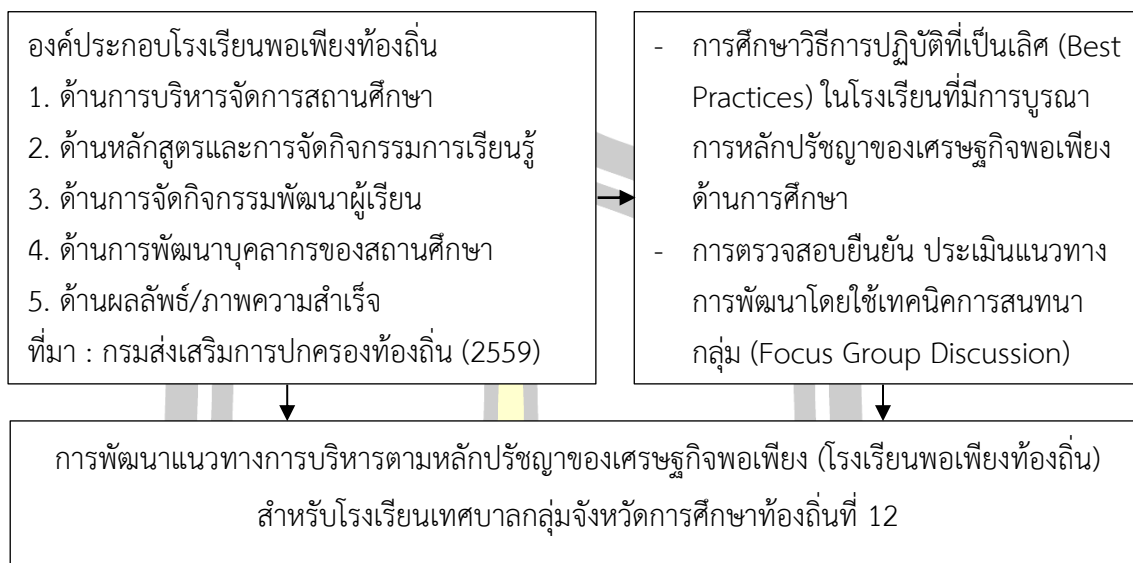 องค์ประกอบโรงเรียนพอเพียงท้องถิ่น
1. ด้านการบริหารจัดการสถานศึกษา
2. ด้านหลักสูตรและการจัดกิจกรรมการเรียนรู้
3. ด้านการจัดกิจกรรมพัฒนาผู้เรียน
4. ด้านการพัฒนาบุคลากรของสถานศึกษา
5. ด้านผลลัพธ์/ภาพความสำเร็จ
ที่มา : กรมส่งเสริมการปกครองท้องถิ่น (2559)
- การศึกษาวิธีการปฏิบัติที่เป็นเลิศ (Best
Practices) ในโรงเรียนที่มีการบูรณา
การหลักปรัชญาของเศรษฐกิจพอเพียง
ด้านการศึกษา
- การตรวจสอบยืนยัน ประเมินแนวทาง
การพัฒนาโดยใช้เทคนิคการสนทนา
กลุ่ม (Focus Group Discussion)
การพัฒนาแนวทางการบริหารตามหลักปรัชญาของเศรษฐกิจพอเพียง (โรงเรียนพอเพียงท้องถิ่น)
สำหรับโรงเรียนเทศบาลกลุ่มจังหวัดการศึกษาท้องถิ่นที่ 12